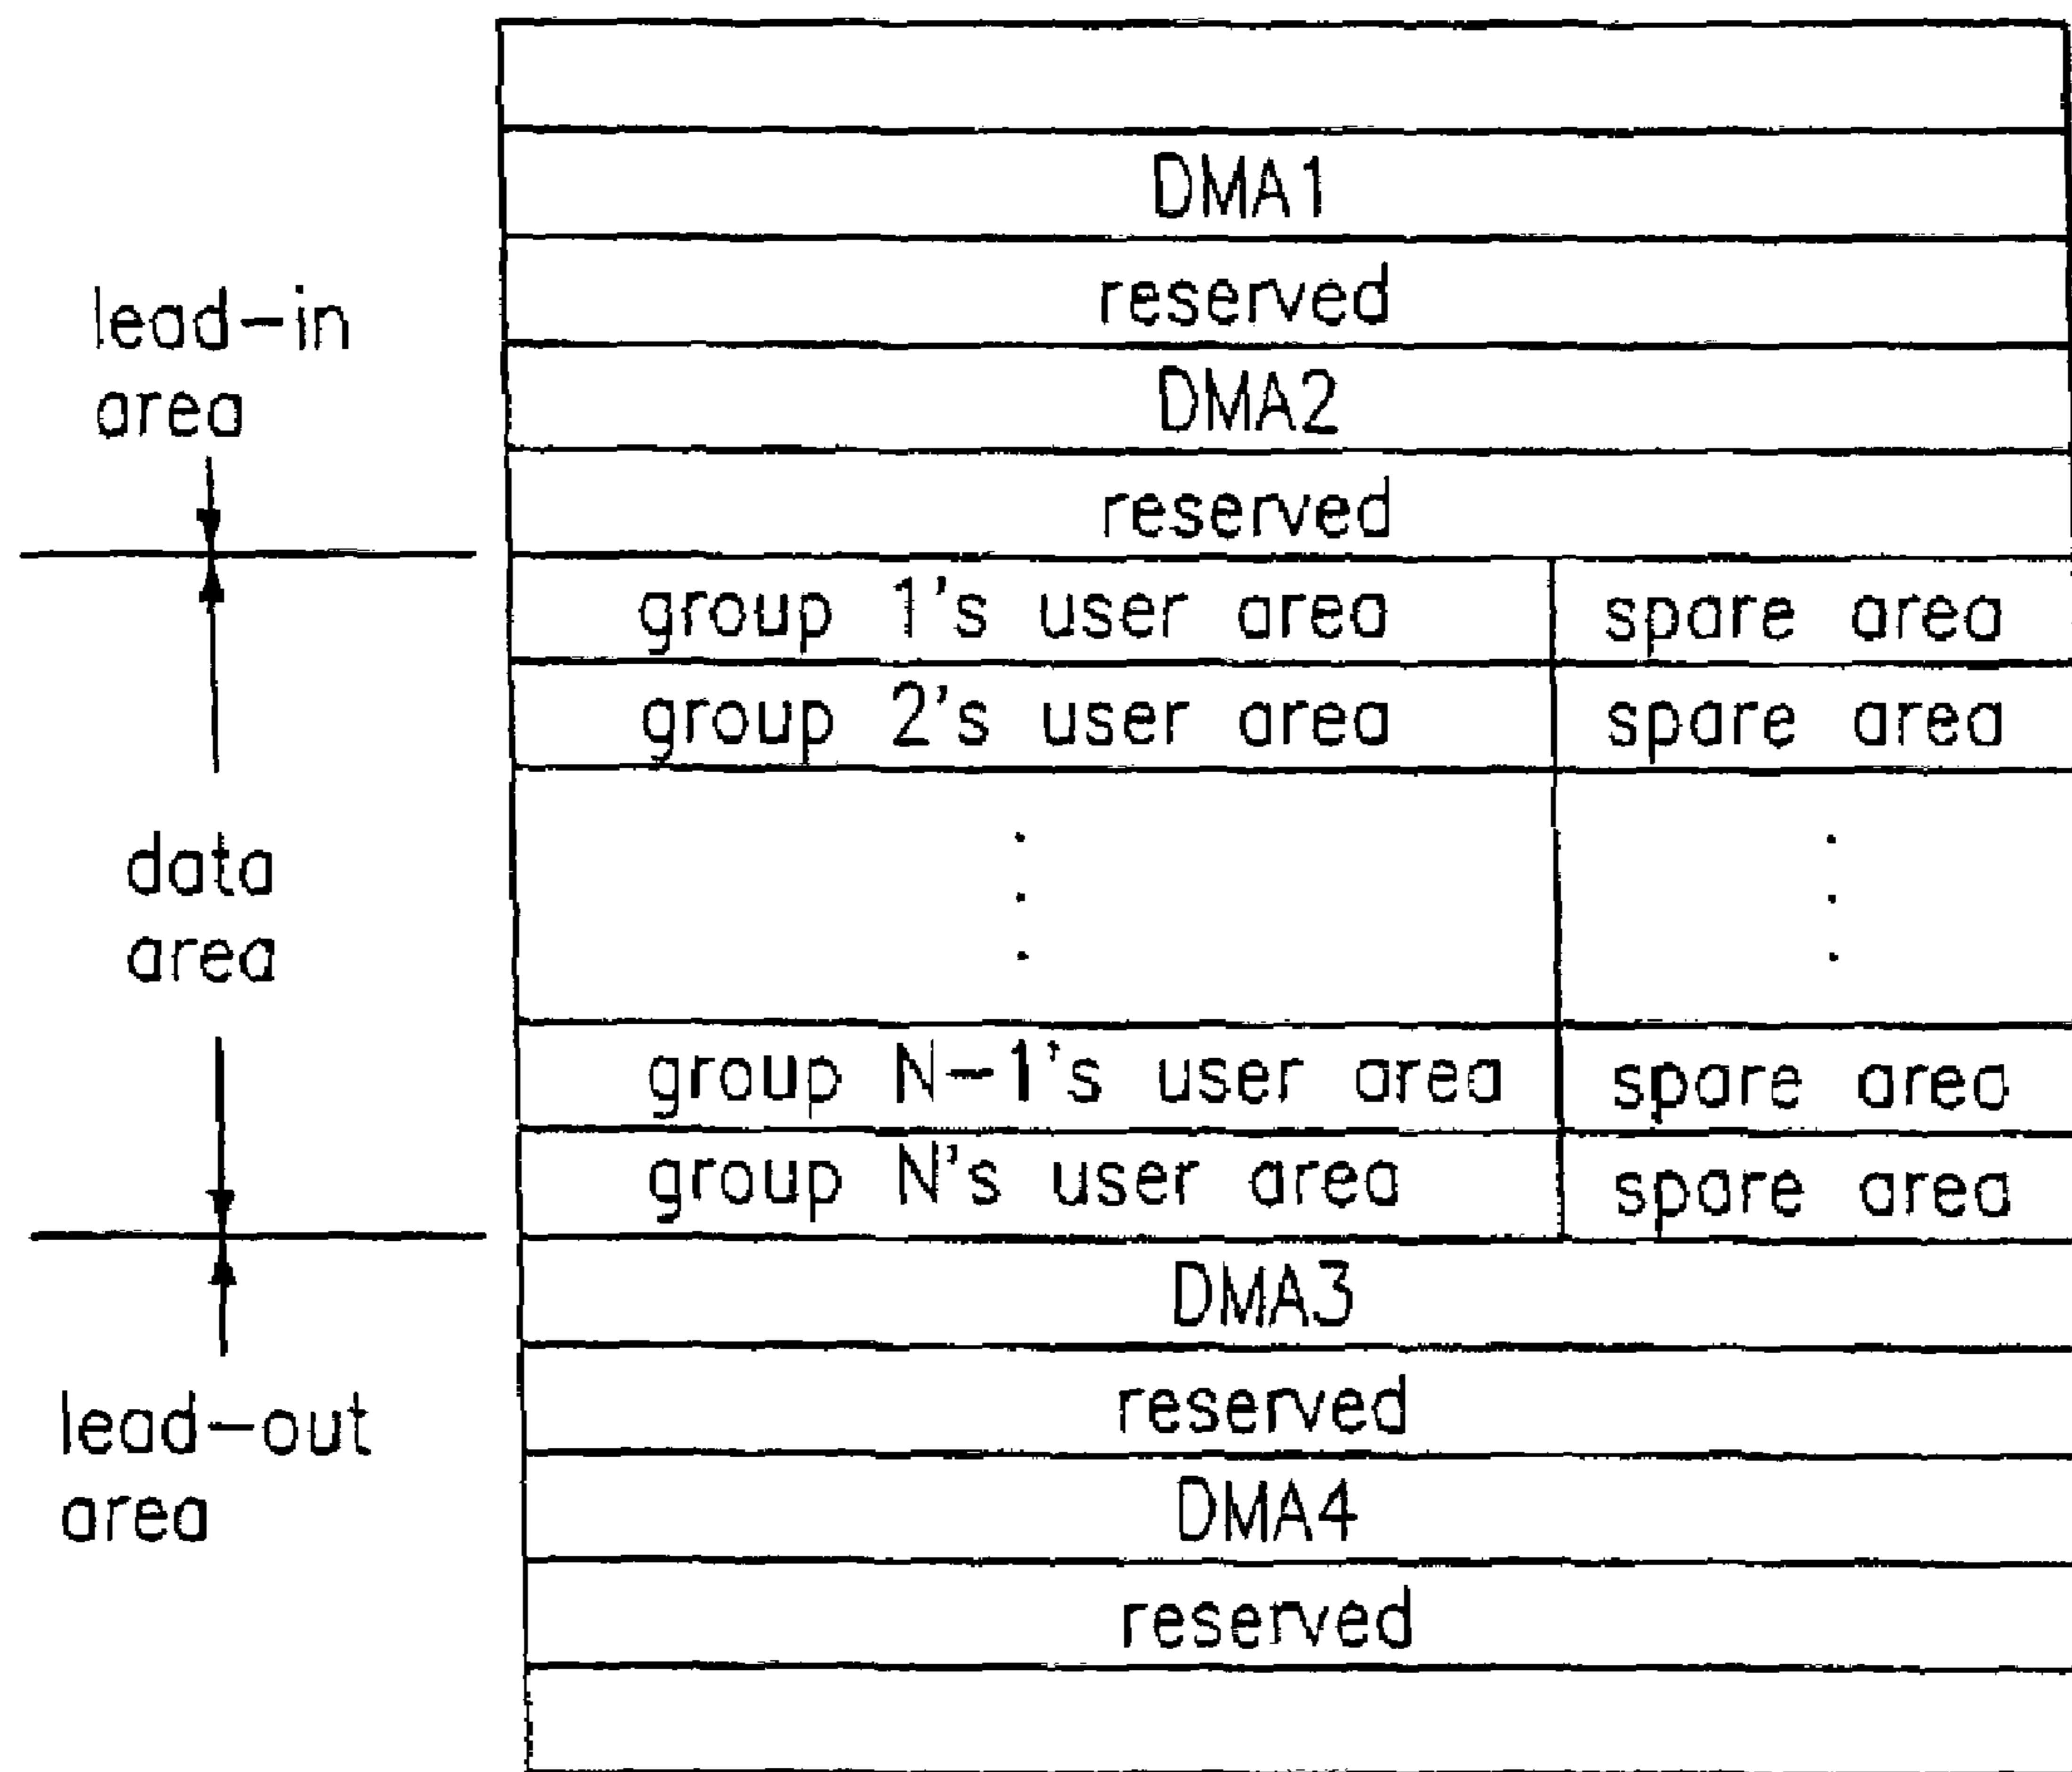 DMA1
reserved
lead-in
area
DMA2
reserved
group 1's user area spare area
group 2's user area spare area
data
area
group N-1's user area spare area
group N's user area spare area
DMA3
reserved
lead-out
area
DMA4
reserved